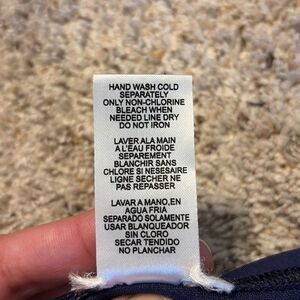 HAND WASH COLD
SEPARATELY
ONLY NON-CHLORINE
BLEACH WHEN
NEEDED LINE DRY
DO NOT IRON
LAVER ALA MAIN
A L'EAU FROIDE
SEPAREMENT
BLANCHIR SANS
CHLORE SI NESESAIRE
LIGNE SECHER NE
PAS REPASSER
LAVAR A MANO,EN
AGUA FRIA
SEPARADO SOLAMENTE
USAR BLANQUEADOR
SIN CLORO
SECAR TENDIDO
NO PLANCHAR